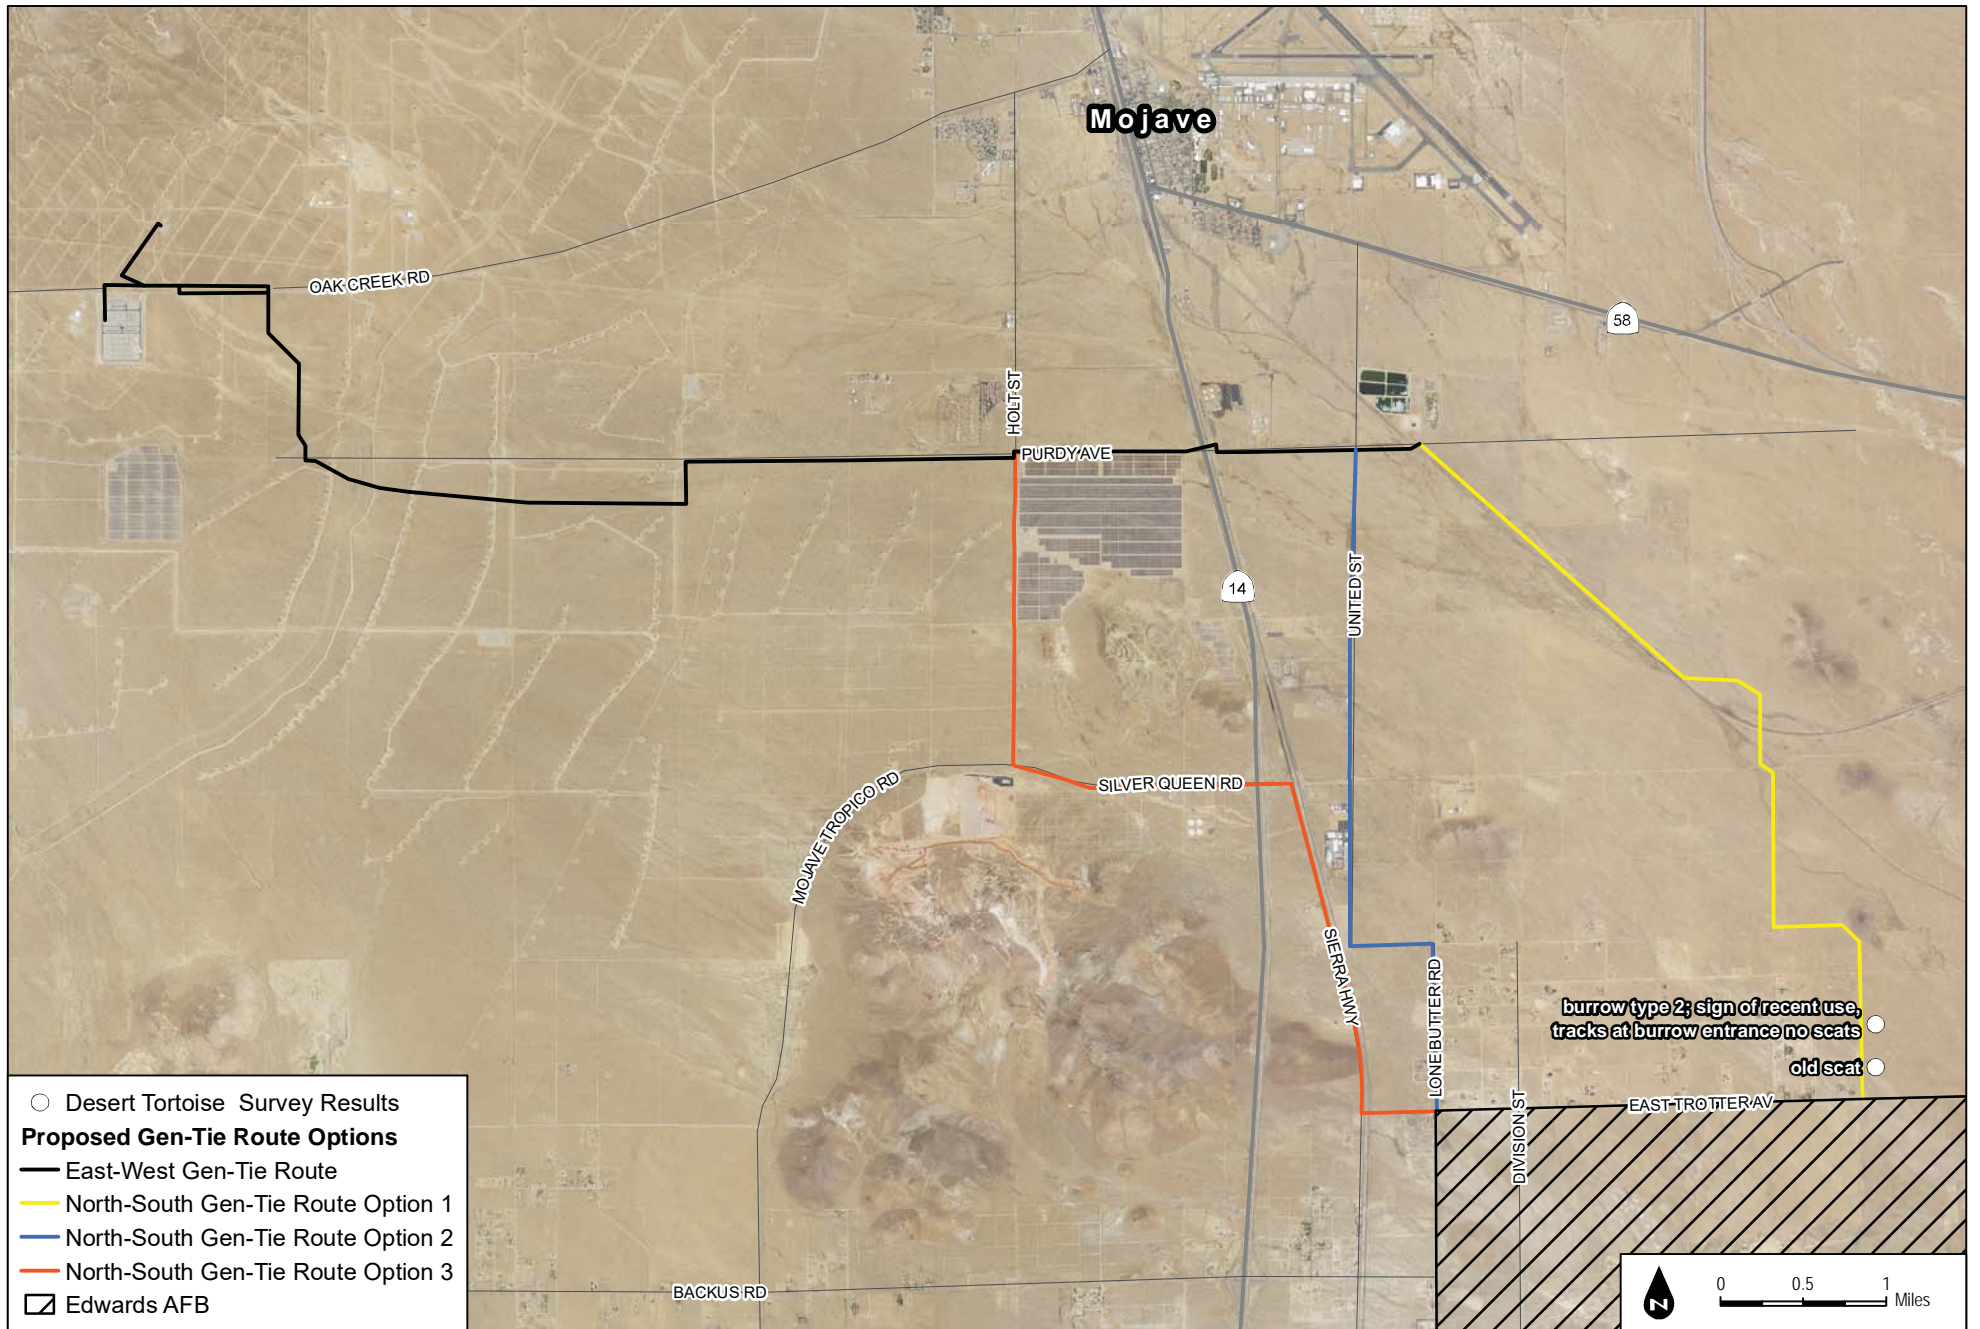 Mojave
OAK CREEK RD
58
HOLT ST
PURDY AVE
14
UNITED ST
MOJAVE TROPICO RD
SILVER QUEEN RD
SIERRA HWY
LONE BUTTER RD
burrow type 2; sign of recent use,
tracks at burrow entrance no scats
old scat
EAST TROTTER AV
DIVISION ST
BACKUS RD
Desert Tortoise  Survey Results
Proposed Gen-Tie Route Options
East-West Gen-Tie Route
North-South Gen-Tie Route Option 1
North-South Gen-Tie Route Option 2
North-South Gen-Tie Route Option 3
Edwards AFB
N
0 0.5 1
Miles